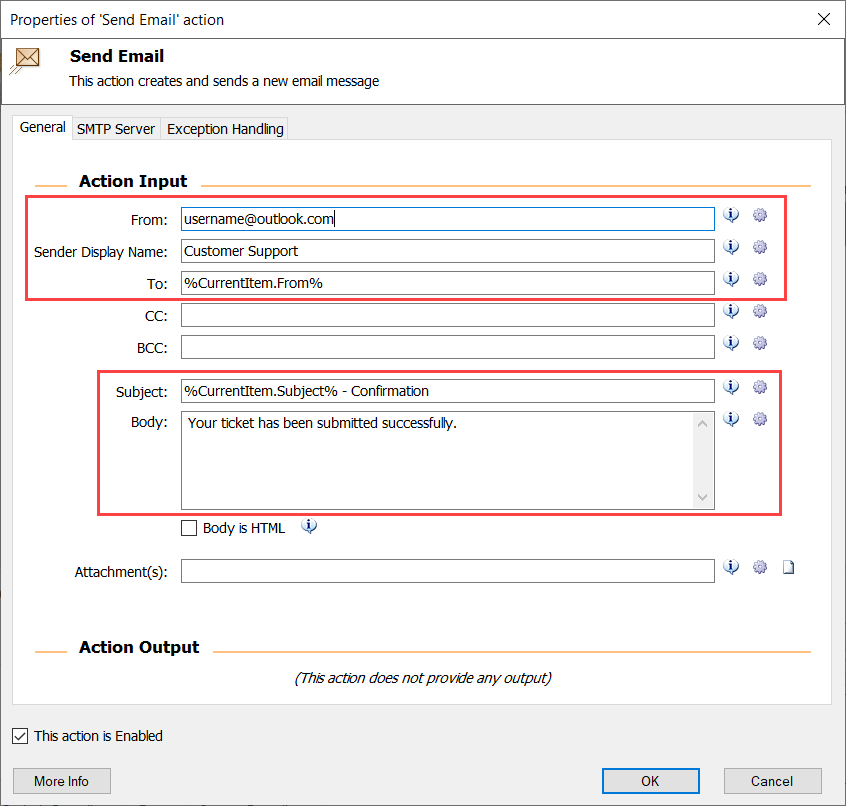 Properties of 'Send Email' action
Send Email
This action creates and sends a new email message
General SMTP Server Exception Handling
Action Input
From: username@outlook.com
Sender Display Name: Customer Support
To: %CurrentItem.From%
CC:
BCC:
Subject: %CurrentItem.Subject% - Confirmation
Body: Your ticket has been submitted successfully.
Body is HTML
Attachment(s):
Action Output
(This action does not provide any output)
This action is Enabled
More Info OK Cancel